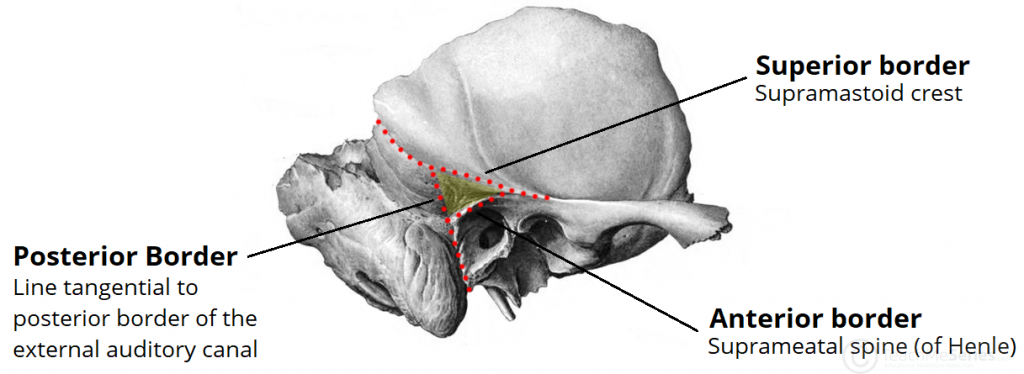 Superior border
Supramastoid crest
Posterior Border
Line tangential to
posterior border of the
external auditory canal
Anterior border
Suprameatal spine (of Henle)